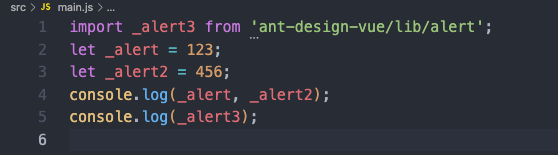 src > JS main.js > ...
1 import _alert3 from 'ant-design-vue/lib/alert';
2 let _alert = 123;
3 let _alert2 = 456;
4 console.log(_alert, _alert2);
5 console.log(_alert3);
6